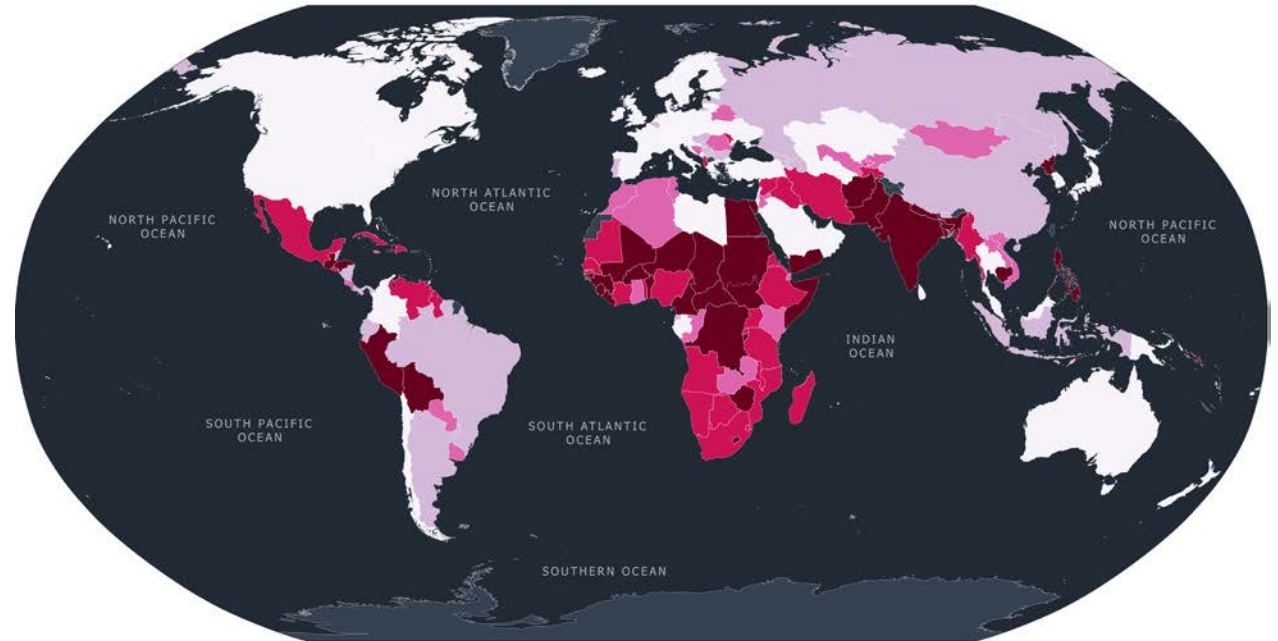 NORTH ATLANTIC
OCEAN
NORTH PACIFIC
OCEAN
NORTH PACIFIC
OCEAN
INDIAN
OCEAN
SOUTH PACIFIC
OCEAN
SOUTH ATLANTIC
OCEAN
SOUTHERN OCEAN